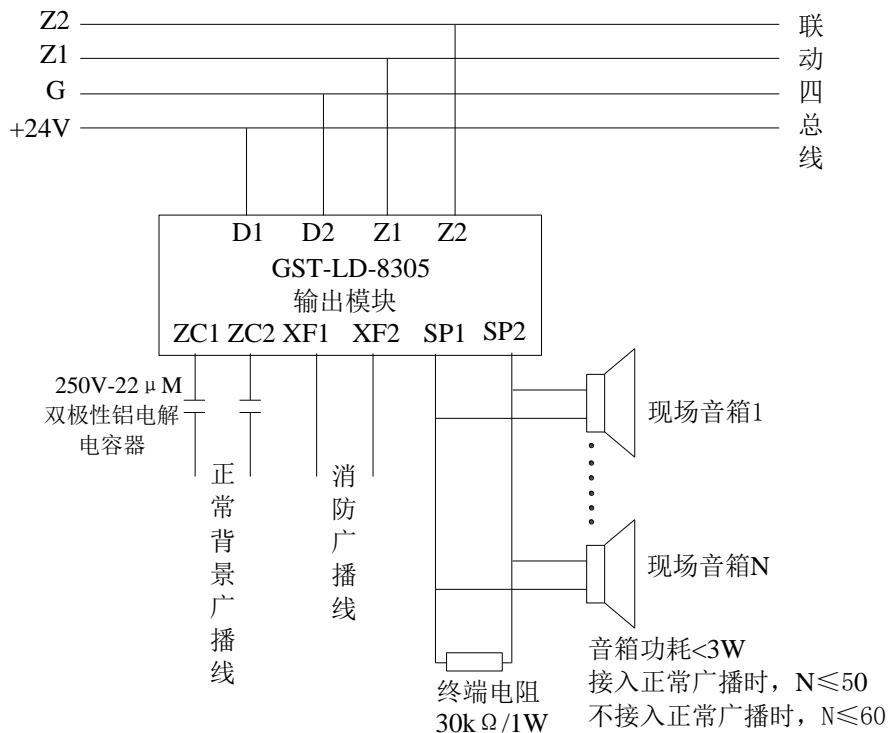 Z2
Z1
G
+24V
联动四总线
D1 D2 Z1 Z2
GST-LD-8305
输出模块
ZC1 ZC2 XF1 XF2 SP1 SP2
250V-22μM
双极性铝电解
电容器
正常背景广播线
消防广播线
现场音箱1
现场音箱N
终端电阻
30kΩ/1W
音箱功耗<3W
接入正常广播时，N≤50
不接入正常广播时，N≤60